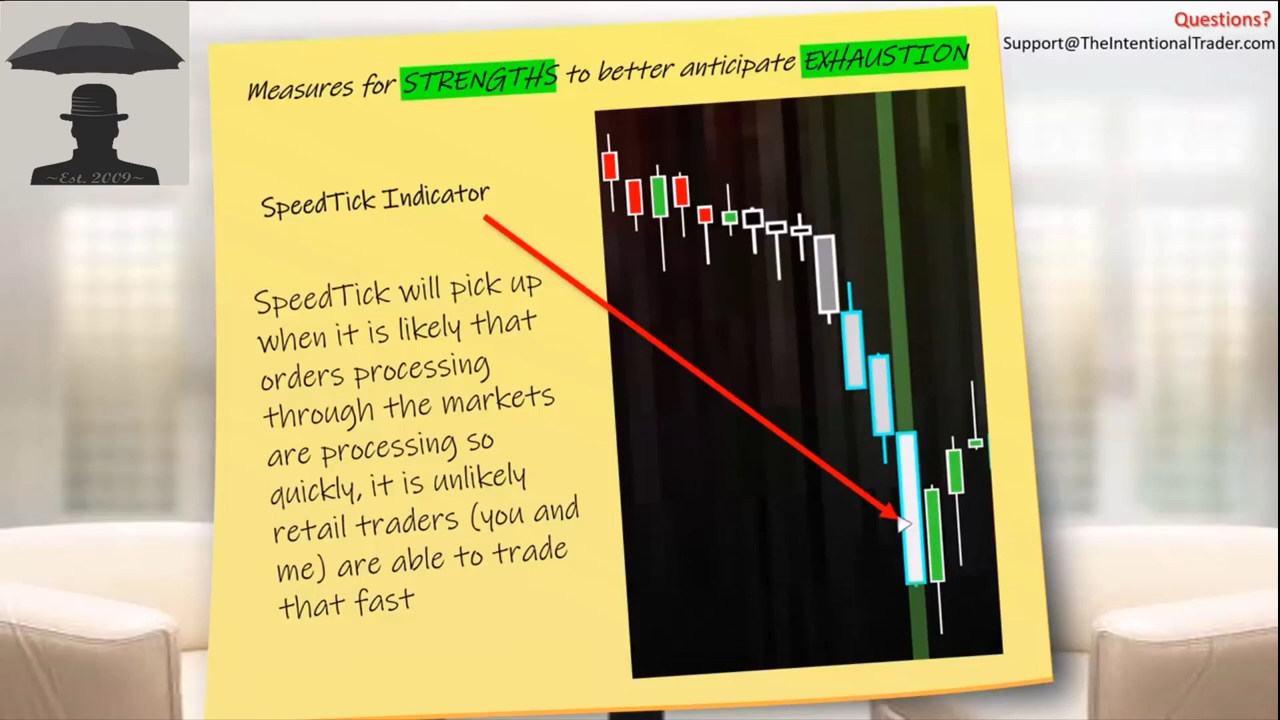 Questions?
Support@TheIntentionalTrader.com
Measures for STRENGTHS to better anticipate EXHAUSTION
SpeedTick Indicator
SpeedTick will pick up
when it is likely that
orders processing
through the markets
are processing so
quickly, it is unlikely
retail traders (you and
me) are able to trade
that fast
~Est. 2009~